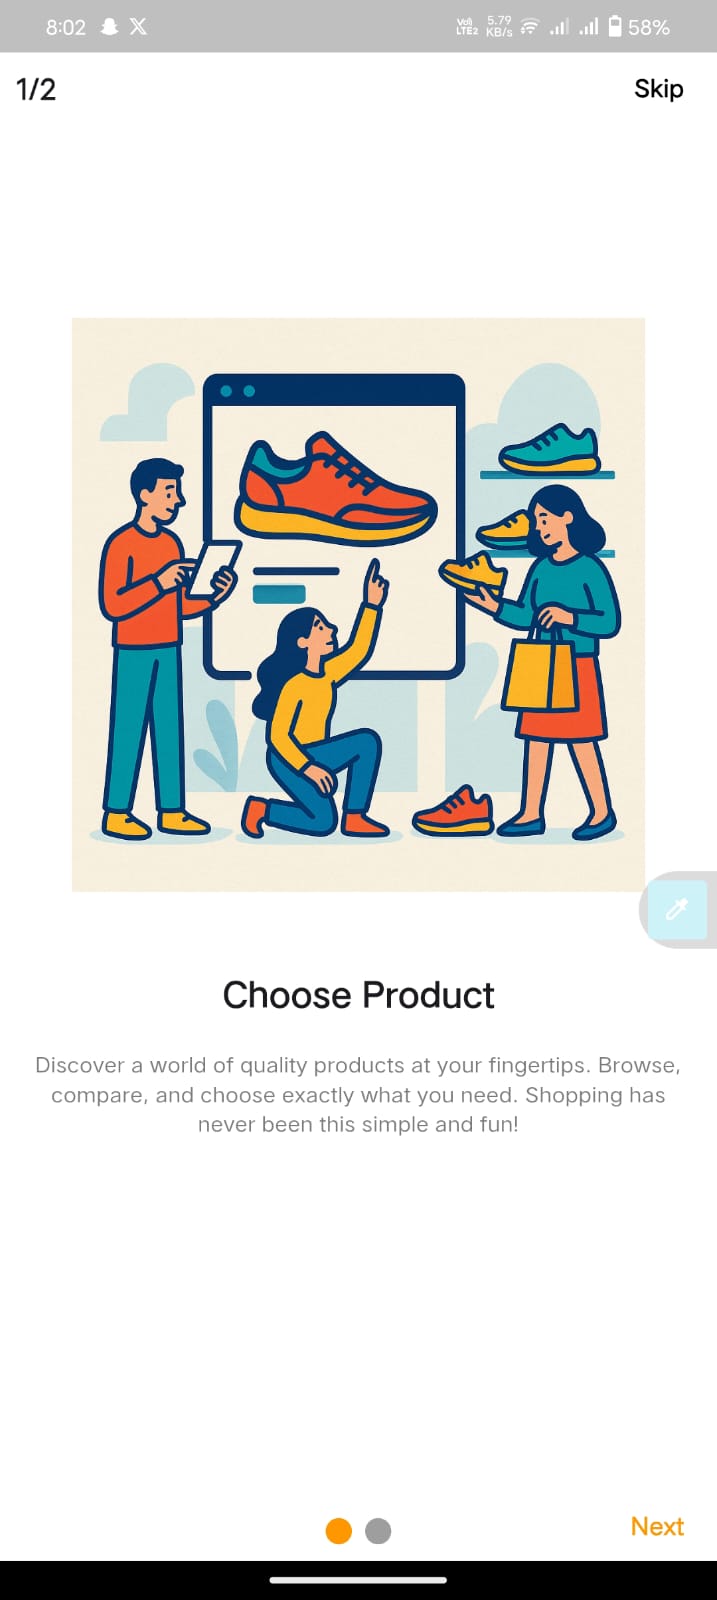 8:02
Vo)) LTE2
5.79 KB/s
58%
1/2
Skip
Choose Product
Discover a world of quality products at your fingertips. Browse,
compare, and choose exactly what you need. Shopping has
never been this simple and fun!
Next